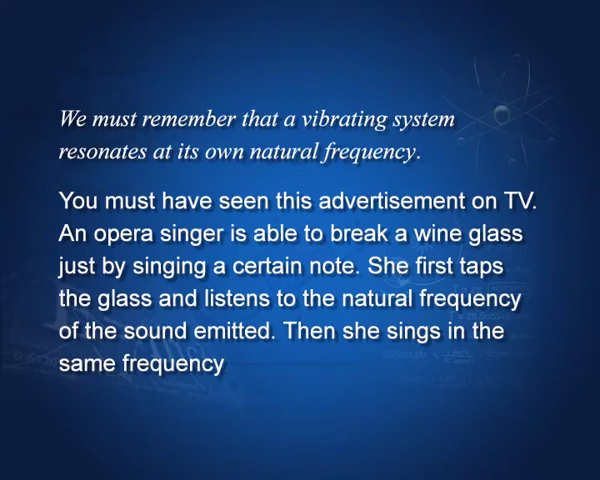 We must remember that a vibrating system
resonates at its own natural frequency.
You must have seen this advertisement on TV.
An opera singer is able to break a wine glass
just by singing a certain note. She first taps
the glass and listens to the natural frequency
of the sound emitted. Then she sings in the
same frequency